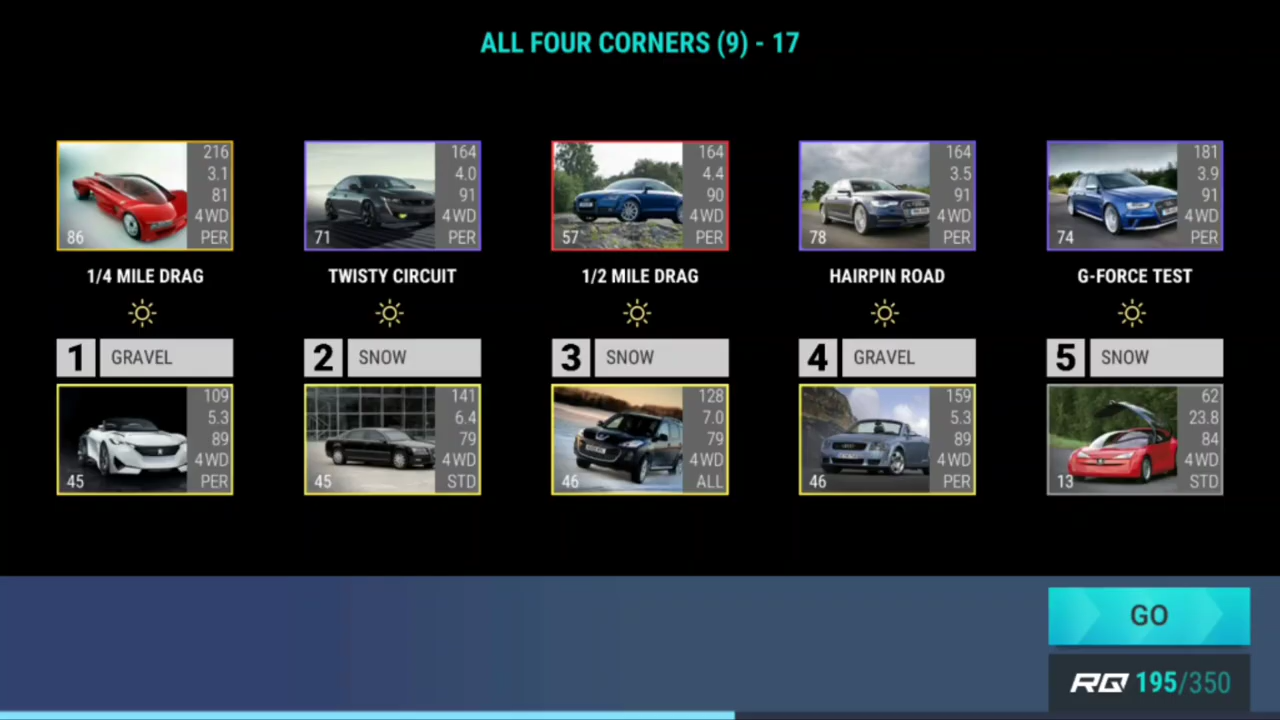 ALL FOUR CORNERS (9) - 17
216
3.1
81
4WD
86 PER
164
4.0
91
4WD
71 PER
164
4.4
90
4WD
57 PER
164
3.5
91
4WD
78 PER
181
3.9
91
4WD
74 PER
1/4 MILE DRAG
TWISTY CIRCUIT
1/2 MILE DRAG
HAIRPIN ROAD
G-FORCE TEST
1 GRAVEL
2 SNOW
3 SNOW
4 GRAVEL
5 SNOW
109
5.3
89
4WD
45 PER
141
6.4
79
4WD
45 STD
128
7.0
79
4WD
46 ALL
159
5.3
89
4WD
46 PER
62
23.8
84
4WD
13 STD
GO
RQ 195/350